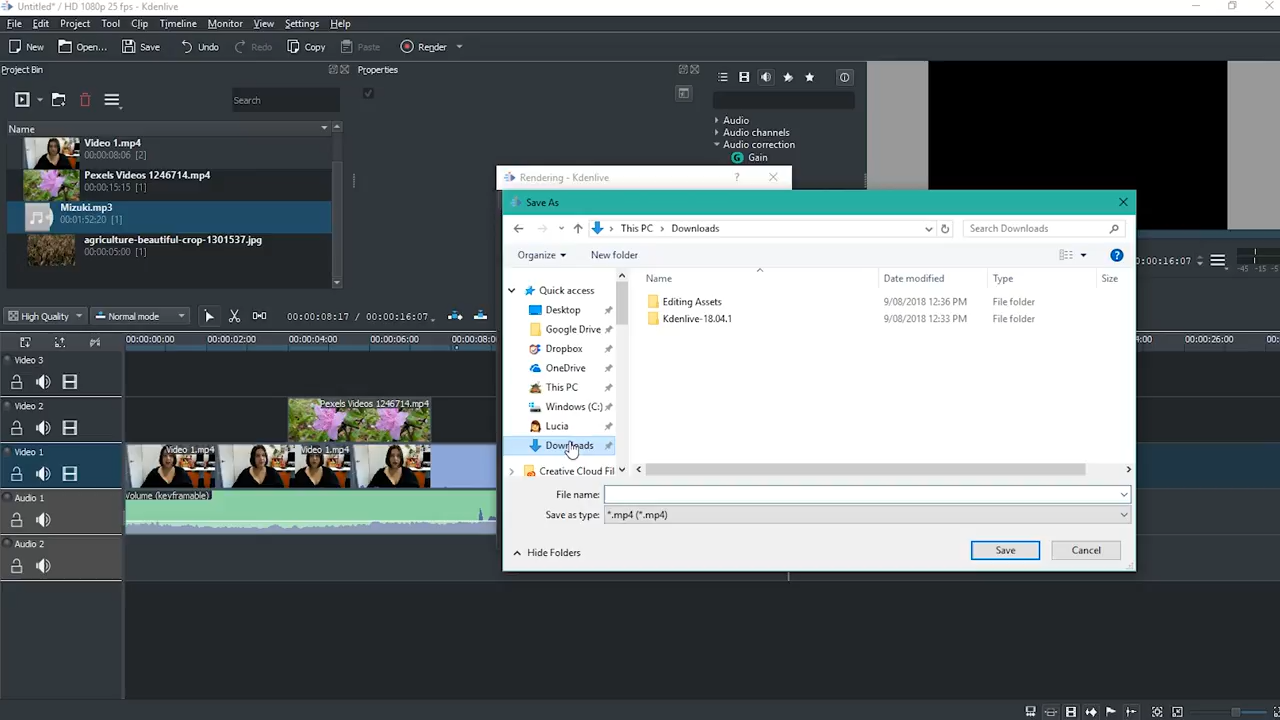 Untitled* / HD 1080p 25 fps - Kdenlive
File Edit Project Tool Clip Timeline Monitor View Settings Help
New Open... Save Undo Redo Copy Paste Render
Project Bin
Properties
Search
Name
Video 1.mp4
00:00:08:06 [2]
Pexels Videos 1246714.mp4
00:00:15:15 [1]
Mizuki.mp3
00:01:52:20 [1]
agriculture-beautiful-crop-1301537.jpg
00:00:05:00 [1]
Audio
Audio channels
Audio correction
G Gain
Rendering - Kdenlive ?
Save As
This PC > Downloads
Search Downloads
Organize New folder ?
Name Date modified Type Size
Editing Assets 9/08/2018 12:36 PM File folder
Kdenlive-18.04.1 9/08/2018 12:33 PM File folder
Quick access
Desktop
Google Drive
Dropbox
OneDrive
This PC
Windows (C:)
Lucia
Downloads
Creative Cloud Fil
File name:
Save as type: *.mp4 (*.mp4)
Hide Folders
Save Cancel
0:00:16:07
-45 -15 -5
High Quality Normal mode 00:00:08:17 / 00:00:16:07
00:00:00:00 00:00:02:00 00:00:04:00 00:00:06:00 00:00:08:0 4:00 00:00:26:00 00:
Video 3
Video 2
Pexels Videos 1246714.mp4
Video 1
Video 1.mp4 Video 1.mp4
Audio 1
Volume (keyframable)
Audio 2